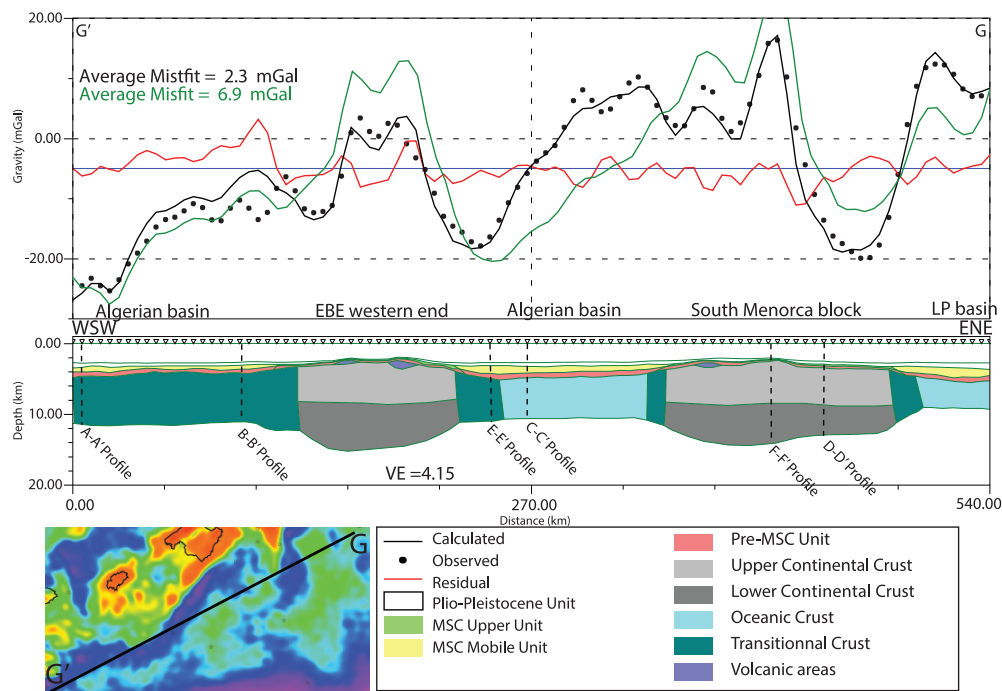 20.00
G'
G
Average Mistfit = 2.3 mGal
Average Misfit = 6.9 mGal
Gravity (mGal)
0.00
-20.00
Algerian basin
EBE western end
Algerian basin
South Menorca block
LP basin
WSW
ENE
0.00
Depth (km)
10.00
20.00
A-A' Profile
B-B' Profile
E-E' Profile
C-C' Profile
F-F' Profile
D-D' Profile
VE =4.15
0.00
270.00
540.00
Distance (km)
G
G'
Calculated
Observed
Residual
Plio-Pleistocene Unit
MSC Upper Unit
MSC Mobile Unit
Pre-MSC Unit
Upper Continental Crust
Lower Continental Crust
Oceanic Crust
Transitionnal Crust
Volcanic areas